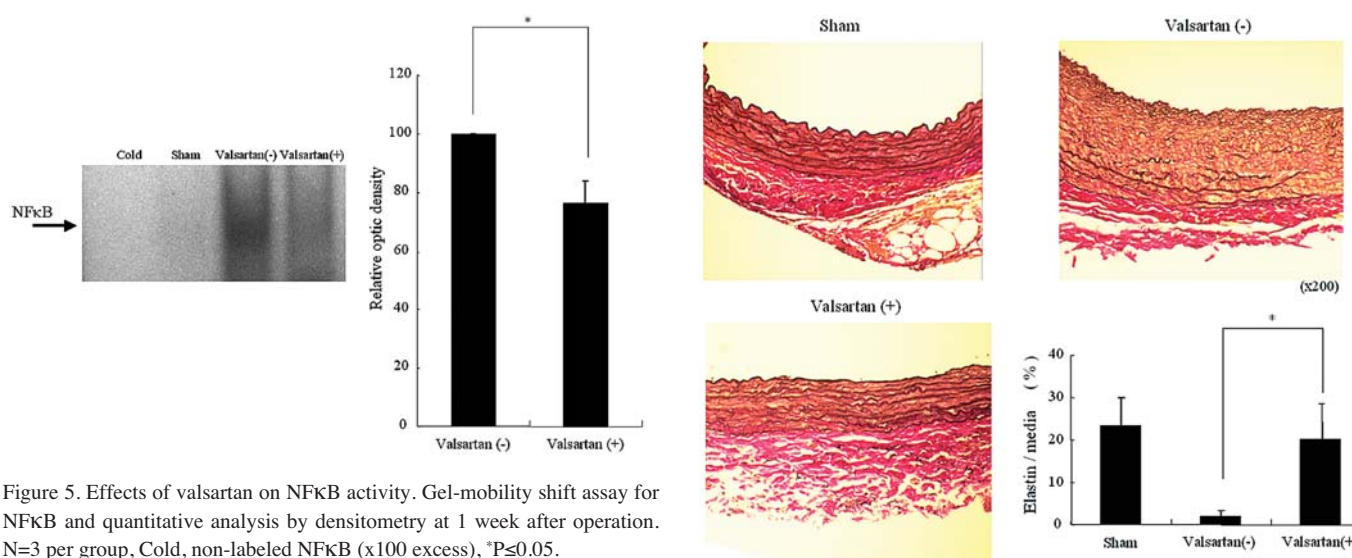 *
120
100
80
60
40
20
0
Relative optic density
Valsartan (-) Valsartan (+)
Cold Sham Valsartan(-) Valsartan(+)
NFκB
Figure 5. Effects of valsartan on NFκB activity. Gel-mobility shift assay for
NFκB and quantitative analysis by densitometry at 1 week after operation.
N=3 per group, Cold, non-labeled NFκB (x100 excess), *P≤0.05.
Sham
Valsartan (-)
(x200)
Valsartan (+)
*
40
30
20
10
0
Elastin / media (%)
Sham Valsartan(-) Valsartan(+